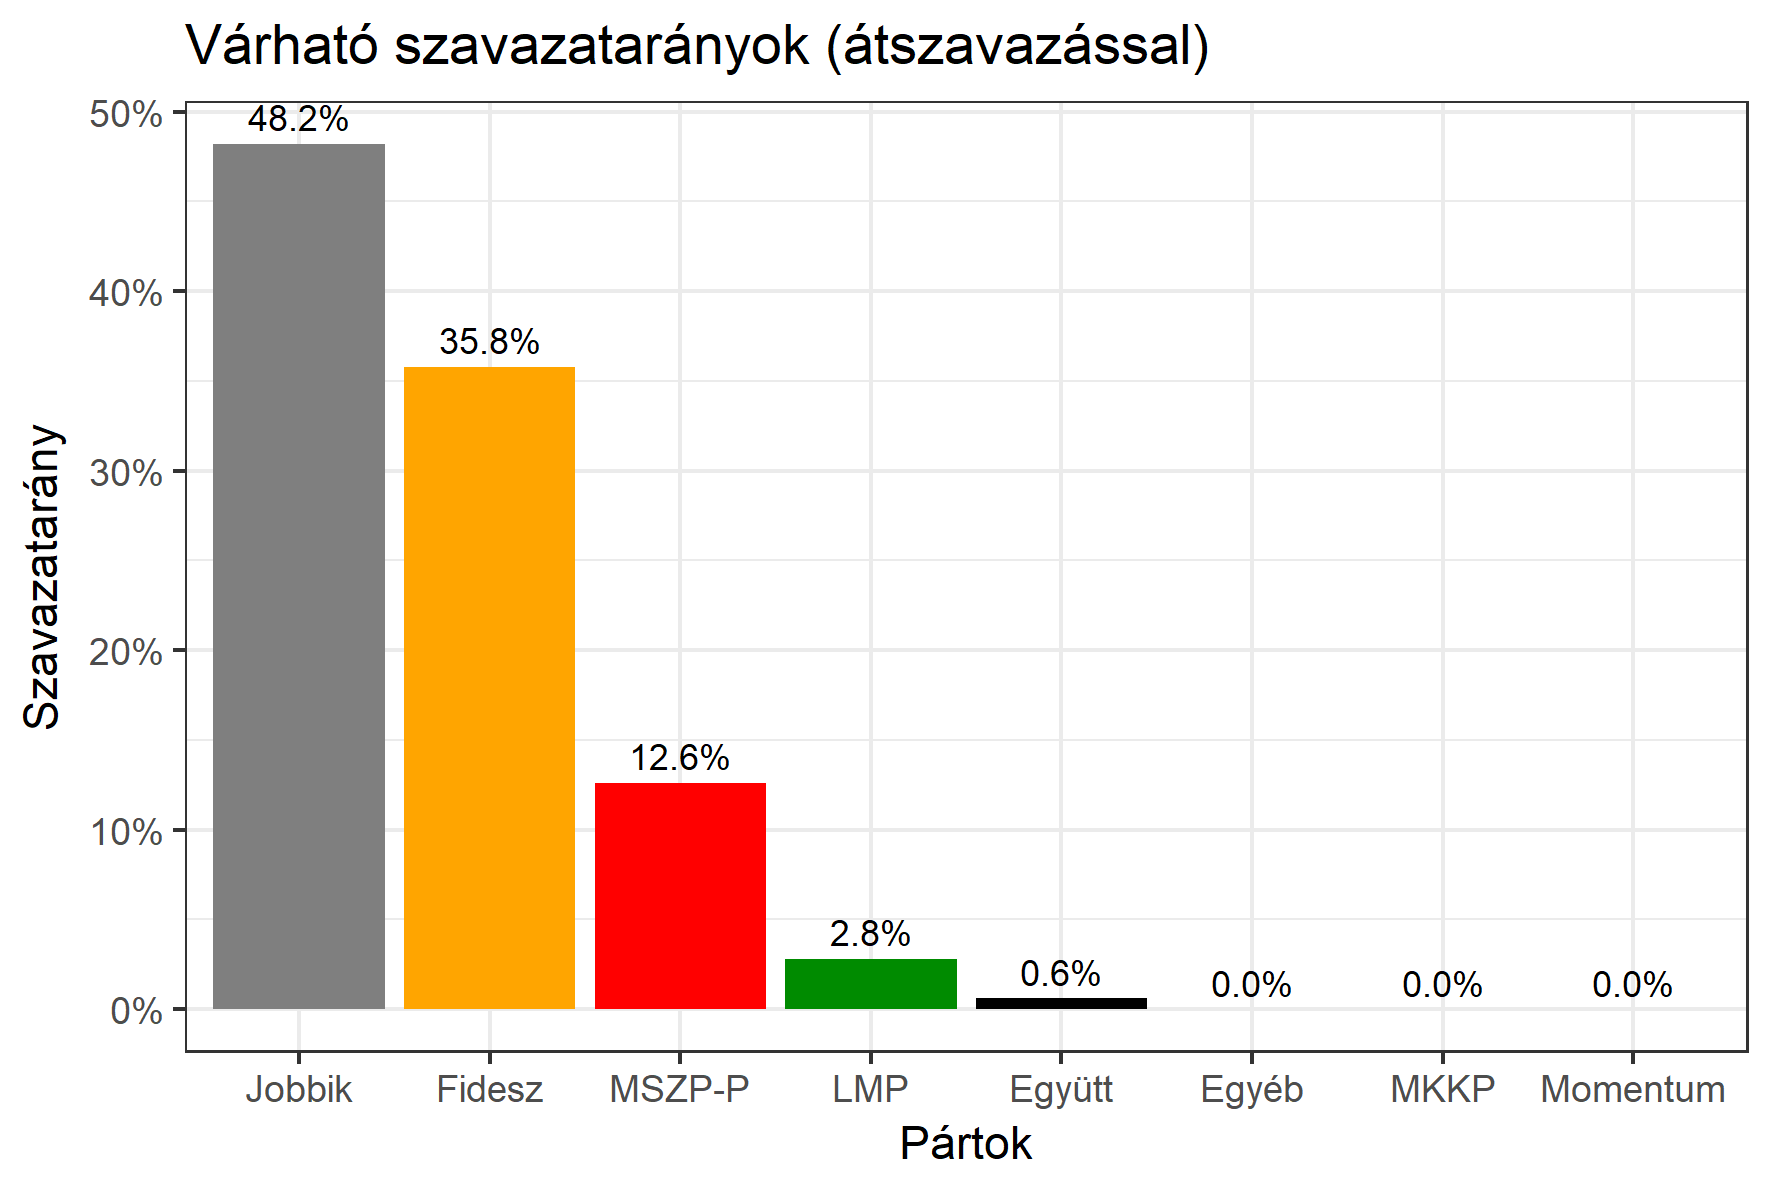 Várható szavazatarányok (átszavazással)
50%
40%
30%
20%
10%
0%
Szavazatarány
48.2%
35.8%
12.6%
2.8%
0.6%
0.0%
0.0%
0.0%
Jobbik
Fidesz
MSZP-P
LMP
Együtt
Egyéb
MKKP
Momentum
Pártok